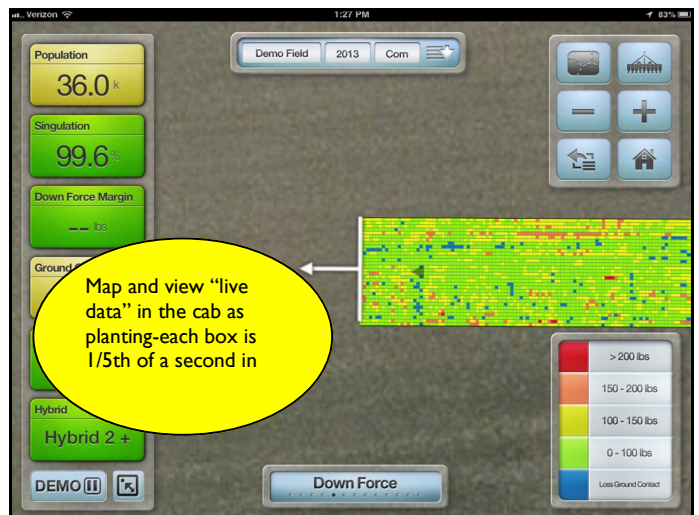 Verizon
1:27 PM
83%
Population
36.0 k
Singulation
99.6%
Down Force Margin
-- lbs
Ground
Hybrid
Hybrid 2 +
DEMO
Demo Field 2013 Corn
Map and view “live
data” in the cab as
planting-each box is
1/5th of a second in
> 200 lbs
150 - 200 lbs
100 - 150 lbs
0 - 100 lbs
Loss Ground Contact
Down Force